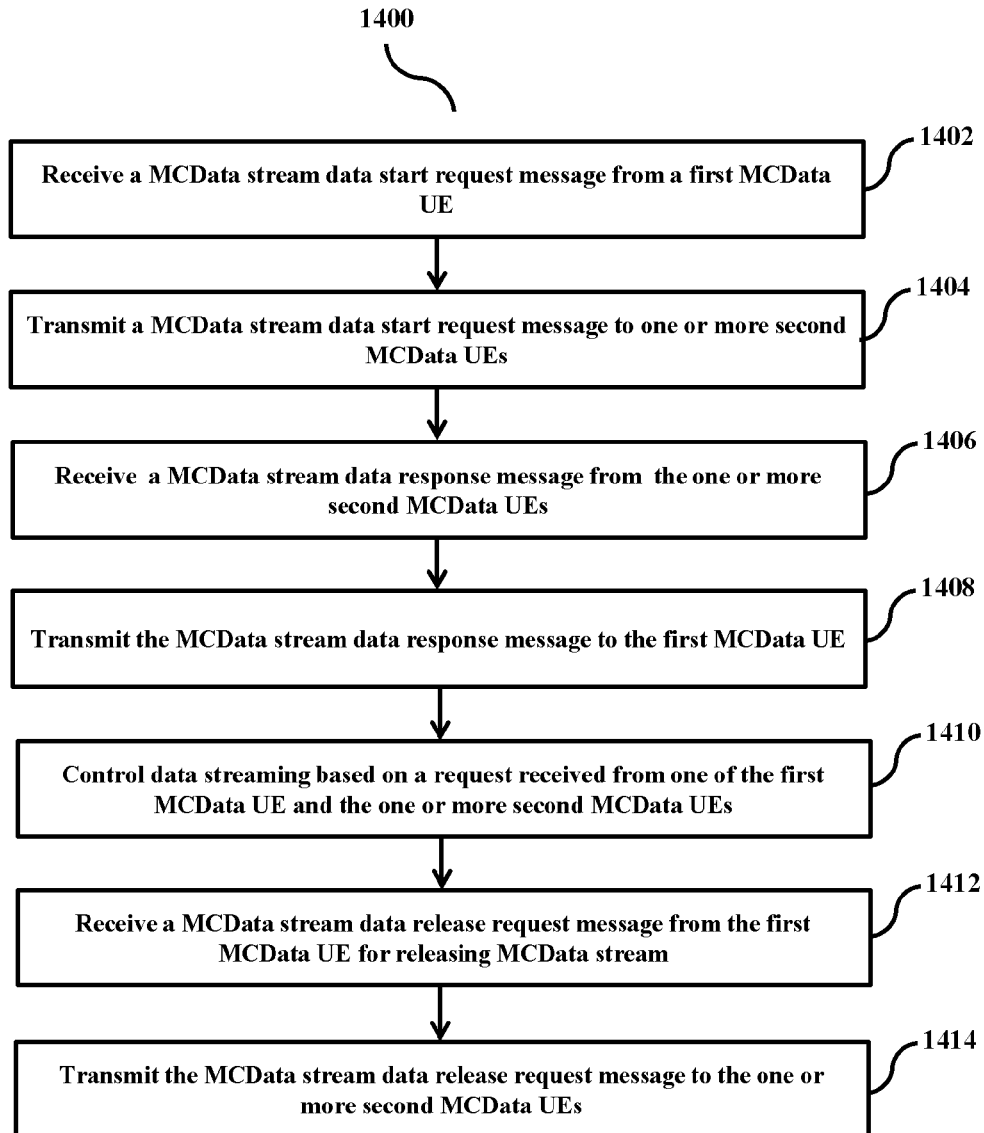 1400
1402
Receive a MCData stream data start request message from a first MCData
UE
1404
Transmit a MCData stream data start request message to one or more second
MCData UEs
1406
Receive a MCData stream data response message from the one or more
second MCData UEs
1408
Transmit the MCData stream data response message to the first MCData UE
1410
Control data streaming based on a request received from one of the first
MCData UE and the one or more second MCData UEs
1412
Receive a MCData stream data release request message from the first
MCData UE for releasing MCData stream
1414
Transmit the MCData stream data release request message to the one or
more second MCData UEs